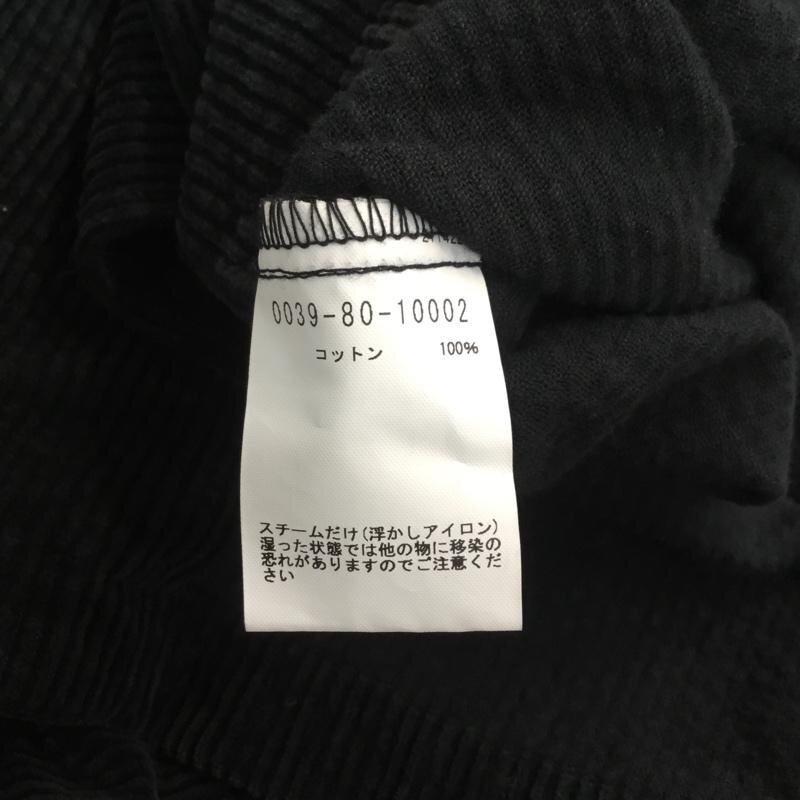 0039-80-10002
コットン 100%
スチームだけ(浮かしアイロン)
湿った状態では他の物に移染の
恐れがありますのでご注意くだ
さい